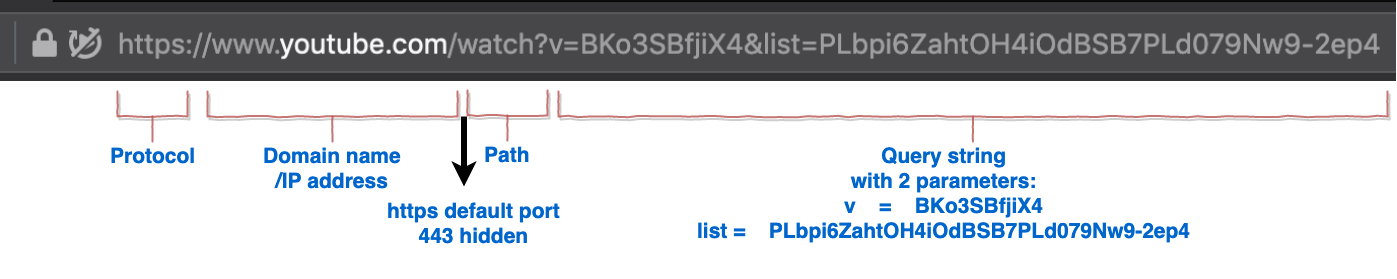 https://www.youtube.com/watch?v=BKo3SBfjiX4&list=PLbpi6ZahtOH4iOdBSB7PLd079Nw9-2ep4
Protocol
Domain name
/IP address
https default port
443 hidden
Path
Query string
with 2 parameters:
v = BKo3SBfjiX4
list = PLbpi6ZahtOH4iOdBSB7PLd079Nw9-2ep4